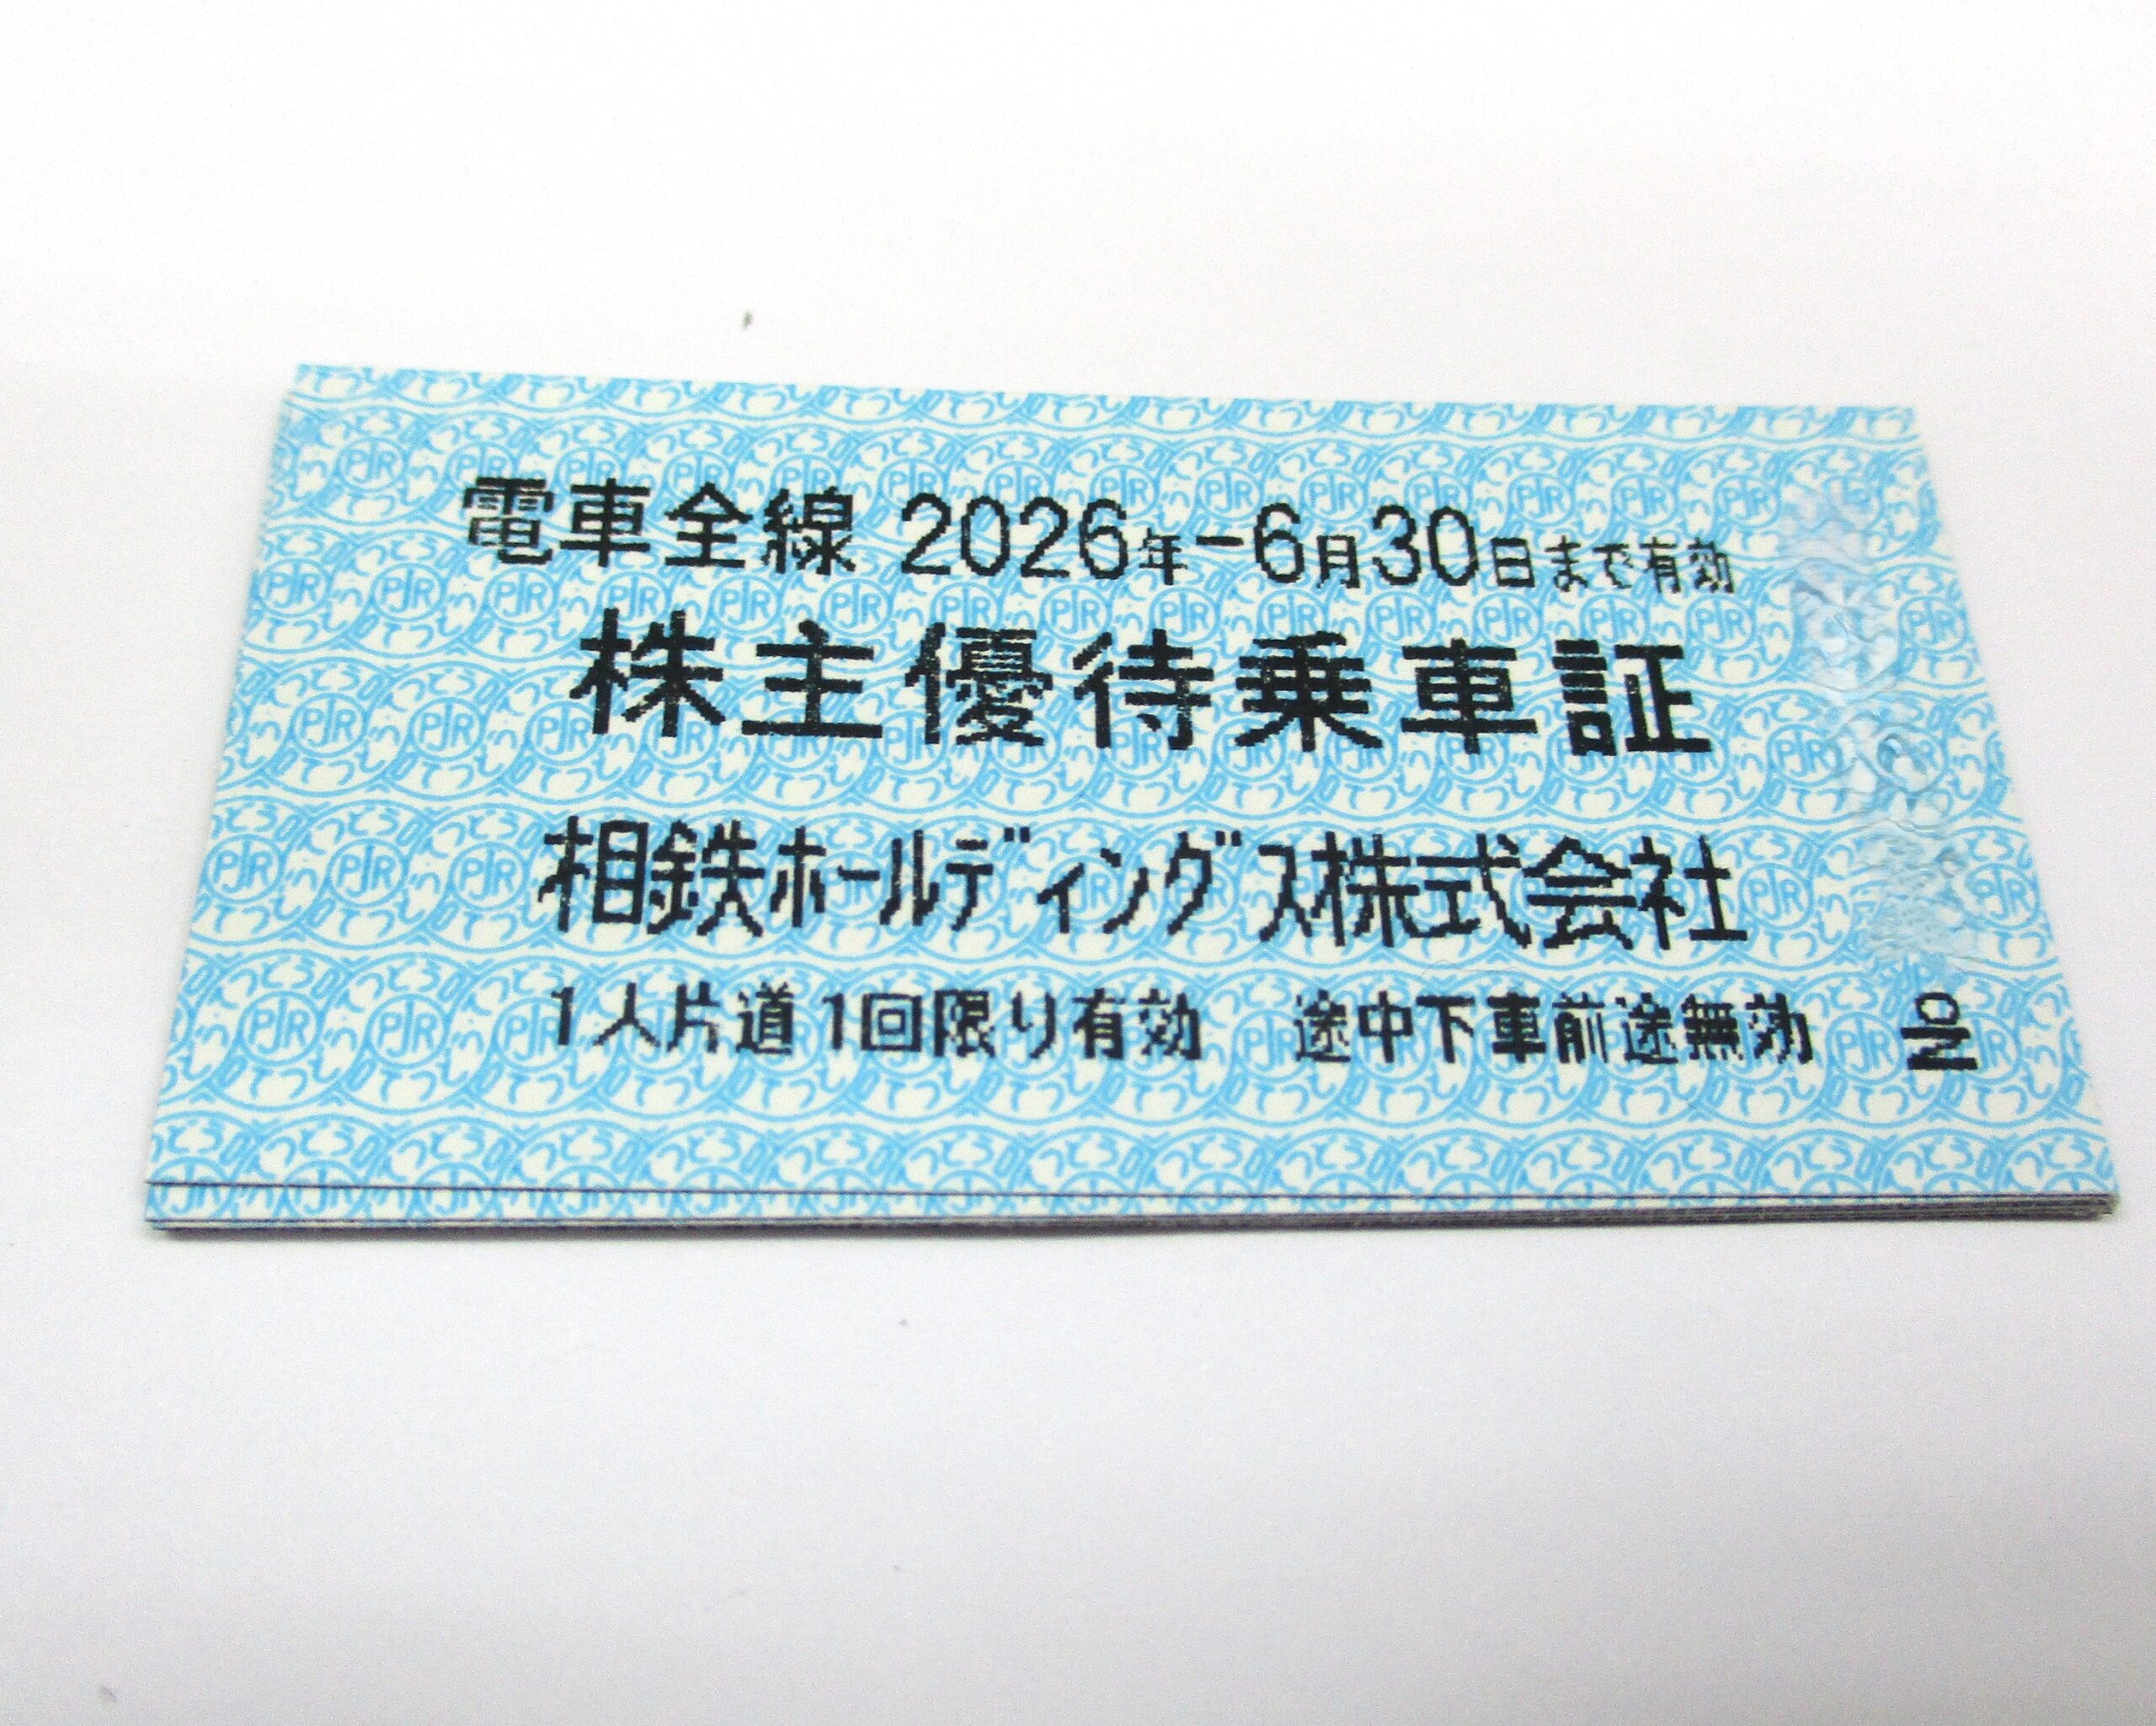 電車全線 2026年-6月30日まで有効
株主優待乗車証
相鉄ホールディングス株式会社
1人片道1回限り有効 途中下車前途無効